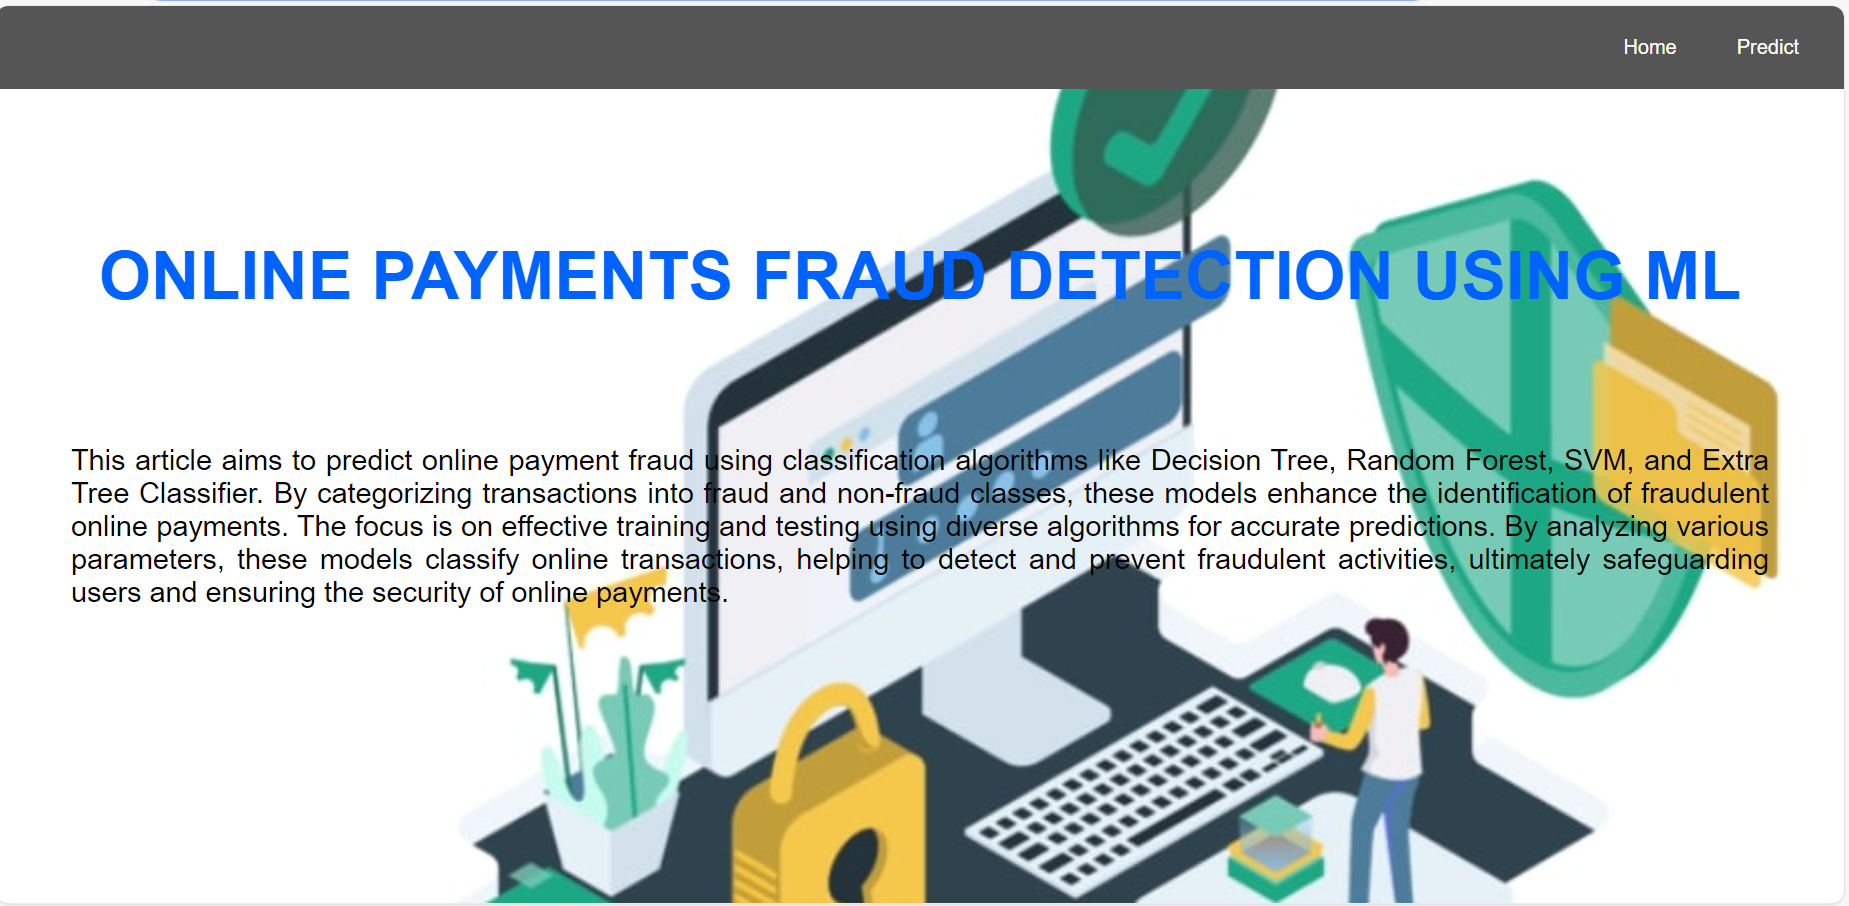 Home Predict
ONLINE PAYMENTS FRAUD DETECTION USING ML
This article aims to predict online payment fraud using classification algorithms like Decision Tree, Random Forest, SVM, and Extra
Tree Classifier. By categorizing transactions into fraud and non-fraud classes, these models enhance the identification of fraudulent
online payments. The focus is on effective training and testing using diverse algorithms for accurate predictions. By analyzing various
parameters, these models classify online transactions, helping to detect and prevent fraudulent activities, ultimately safeguarding
users and ensuring the security of online payments.